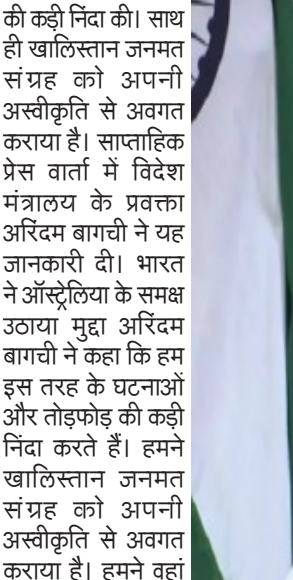 की कड़ी निंदा की। साथ
ही खालिस्तान जनमत
संग्रह को अपनी
अस्वीकृति से अवगत
कराया है। साप्ताहिक
प्रेस वार्ता में विदेश
मंत्रालय के प्रवक्ता
अरिंदम बागची ने यह
जानकारी दी। भारत
ने ऑस्ट्रेलिया के समक्ष
उठाया मुद्दा अरिंदम
बागची ने कहा कि हम
इस तरह के घटनाओं
और तोड़फोड़ की कड़ी
निंदा करते हैं। हमने
खालिस्तान जनमत
संग्रह को अपनी
अस्वीकृति से अवगत
कराया है। हमने वहां